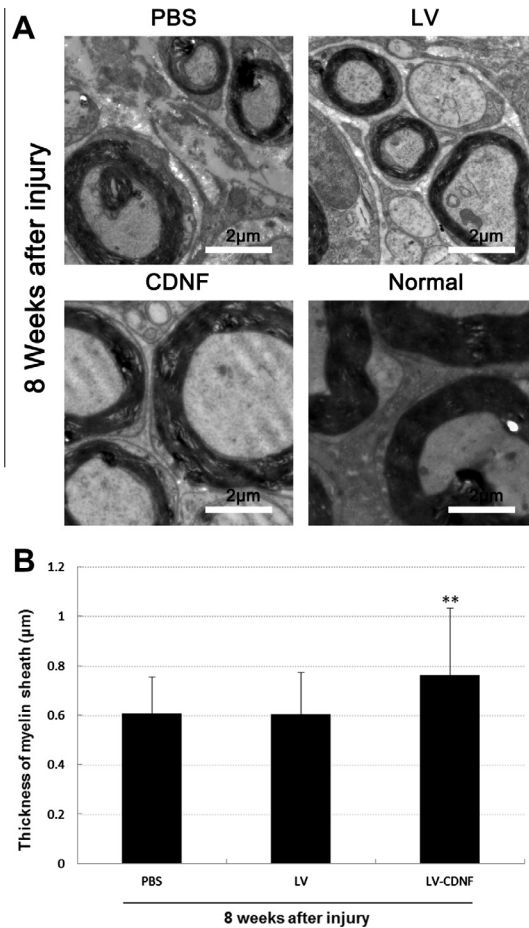 A
PBS
LV
8 Weeks after injury
2μm
2μm
CDNF
Normal
2μm
2μm
B
Thickness of myelin sheath (μm)
1.2
1
0.8
0.6
0.4
0.2
0
**
PBS
LV
LV-CDNF
8 weeks after injury